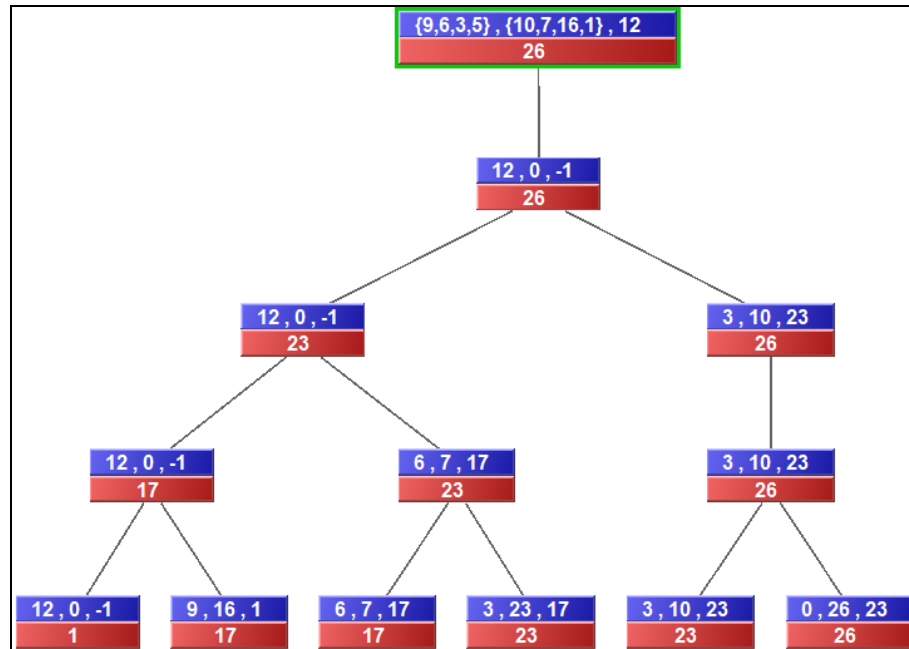 {9,6,3,5} , {10,7,16,1} , 12
26
12 , 0 , -1
26
12 , 0 , -1
23
3 , 10 , 23
26
12 , 0 , -1
17
6 , 7 , 17
23
3 , 10 , 23
26
12 , 0 , -1
1
9 , 16 , 1
17
6 , 7 , 17
17
3 , 23 , 17
23
3 , 10 , 23
23
0 , 26 , 23
26